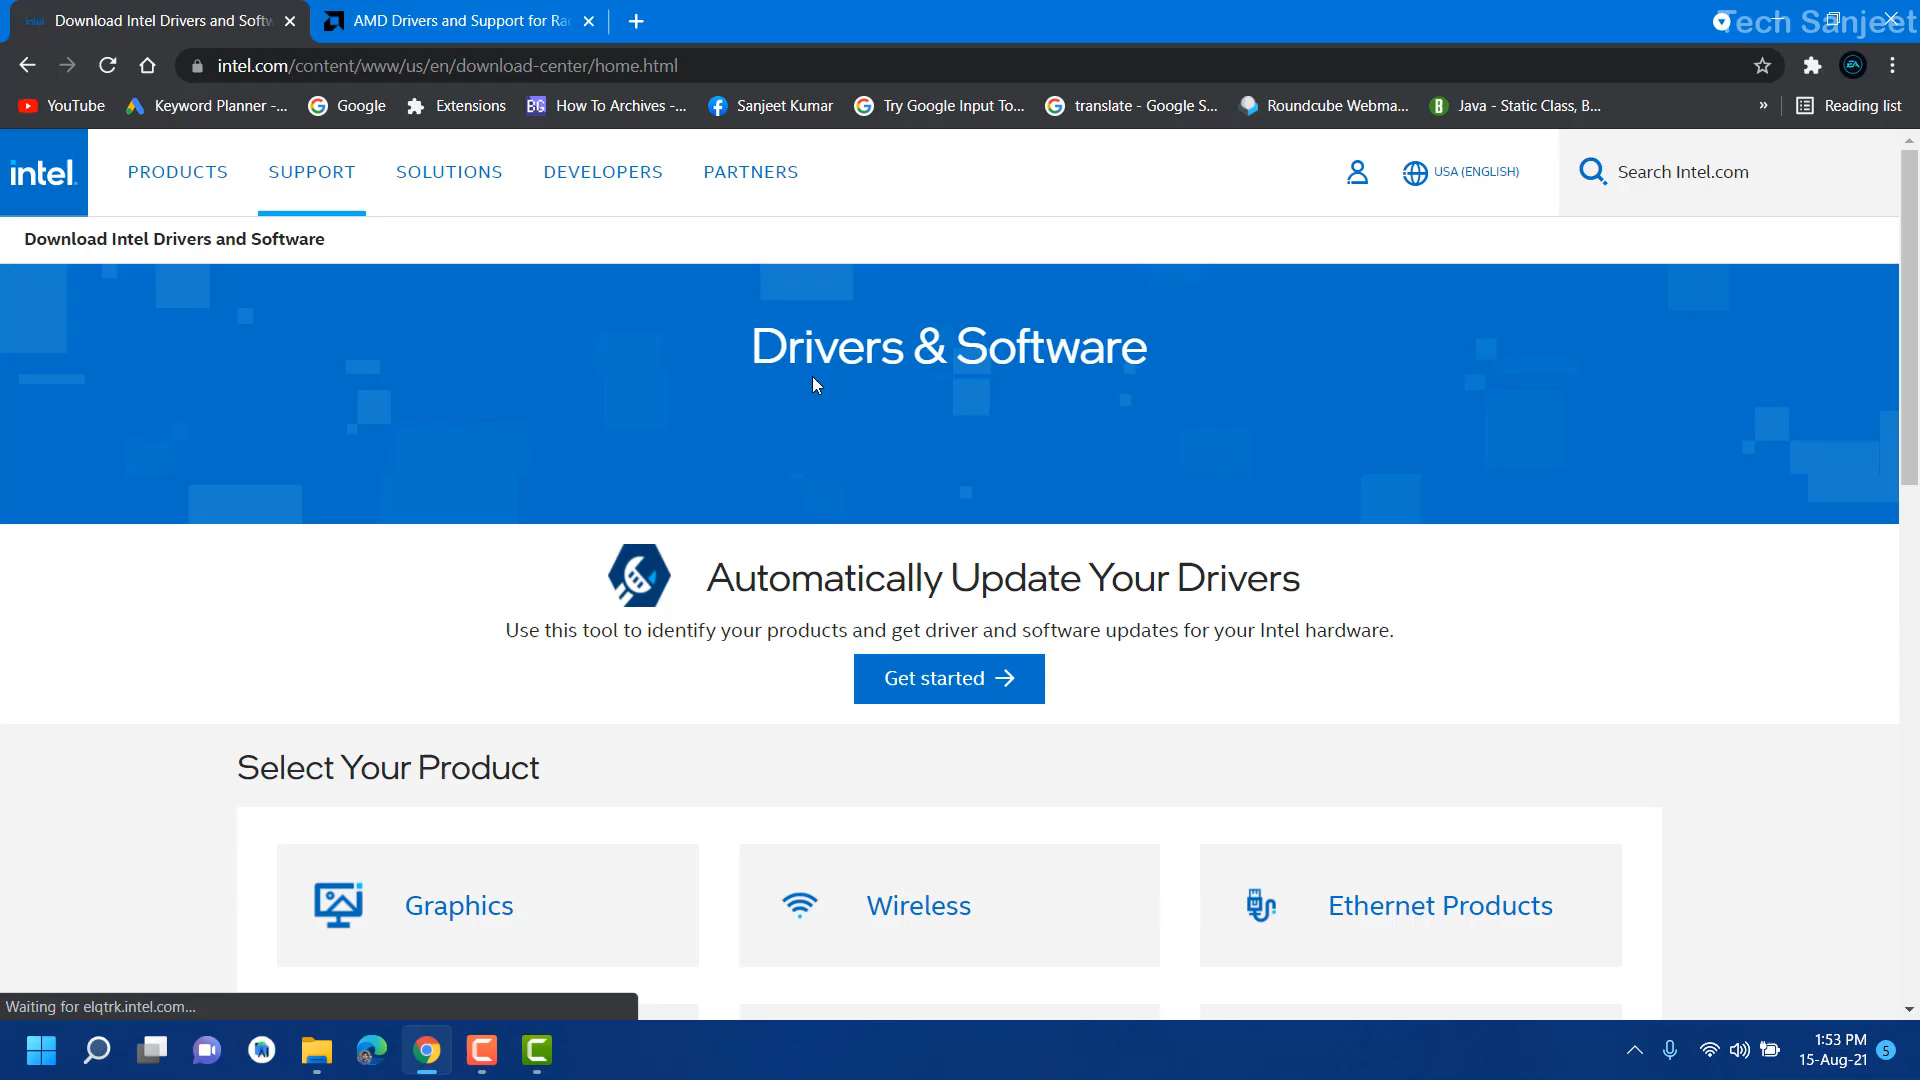 Download Intel Drivers and Softw
AMD Drivers and Support for Ra
Tech Sanjeet
intel.com/content/www/us/en/download-center/home.html
YouTube
Keyword Planner -...
Google
Extensions
BG
How To Archives -...
Sanjeet Kumar
Try Google Input To...
translate - Google S...
Roundcube Webma...
Java - Static Class, B...
»
Reading list
intel.
PRODUCTS
SUPPORT
SOLUTIONS
DEVELOPERS
PARTNERS
USA (ENGLISH)
Search Intel.com
Download Intel Drivers and Software
Drivers & Software
Automatically Update Your Drivers
Use this tool to identify your products and get driver and software updates for your Intel hardware.
Get started →
Select Your Product
Graphics
Wireless
Ethernet Products
Waiting for elqtrk.intel.com...
1:53 PM
15-Aug-21
5